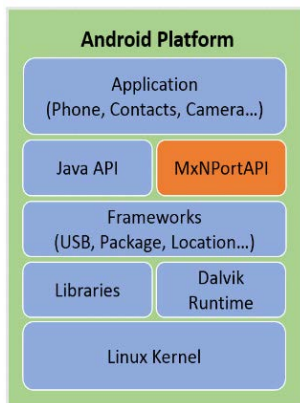 Android Platform
Application
(Phone, Contacts, Camera...)
Java API
MxNPortAPI
Frameworks
(USB, Package, Location...)
Libraries
Dalvik
Runtime
Linux Kernel